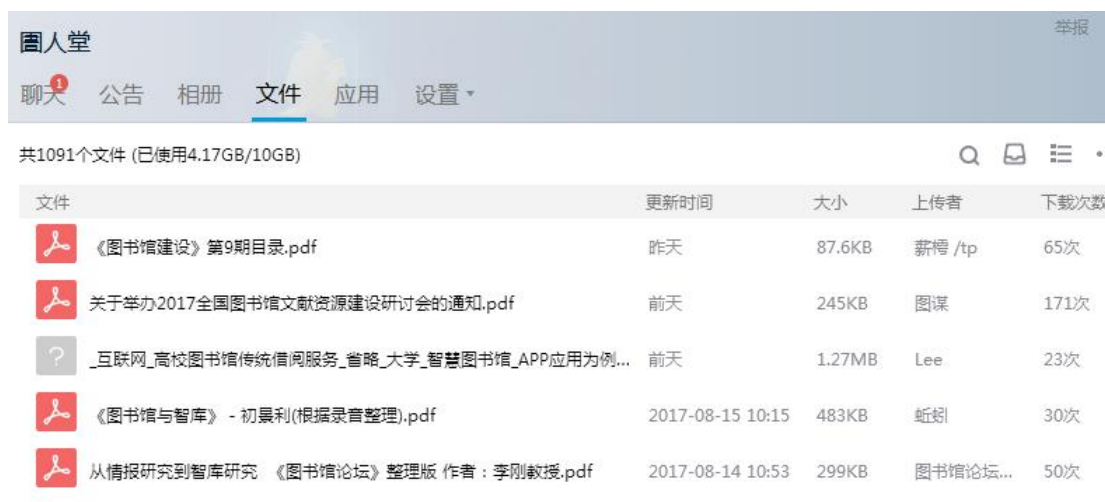 圕人堂
举报
聊天 1 公告 相册 文件 应用 设置
共1091个文件 (已使用4.17GB/10GB)
文件 更新时间 大小 上传者 下载次数
《图书馆建设》第9期目录.pdf 昨天 87.6KB 薪樗 /tp 65次
关于举办2017全国图书馆文献资源建设研讨会的通知.pdf 前天 245KB 图谋 171次
_互联网_高校图书馆传统借阅服务_省略_大学_智慧图书馆_APP应用为例... 前天 1.27MB Lee 23次
《图书馆与智库》 - 初景利(根据录音整理).pdf 2017-08-15 10:15 483KB 蚯蚓 30次
从情报研究到智库研究 《图书馆论坛》整理版 作者：李刚教授.pdf 2017-08-14 10:53 299KB 图书馆论坛... 50次